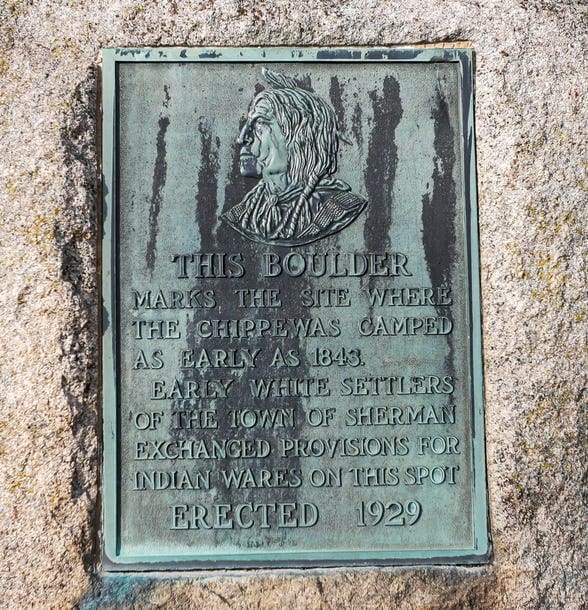 THIS BOULDER
MARKS THE SITE WHERE
THE CHIPPEWAS CAMPED
AS EARLY AS 1843.
EARLY WHITE SETTLERS
OF THE TOWN OF SHERMAN
EXCHANGED PROVISIONS FOR
INDIAN WARES ON THIS SPOT
ERECTED 1929